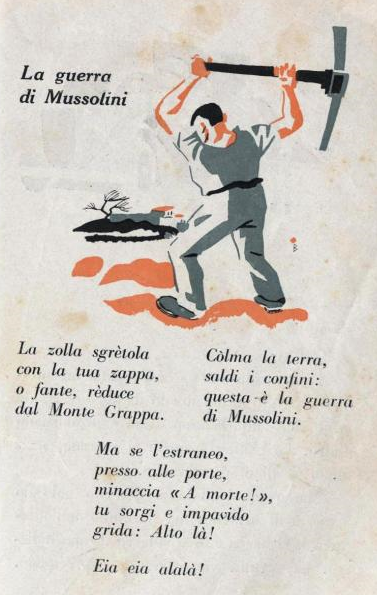 La guerra
di Mussolini
B
La zolla sgrètola
con la tua zappa,
o fante, rèduce
dal Monte Grappa.
Còlma la terra,
saldi i confini:
questa è la guerra
di Mussolini.
Ma se l'estraneo,
presso alle porte,
minaccia « A morte! »,
tu sorgi e impavido
grida: Alto là!
Eia eia alalà!